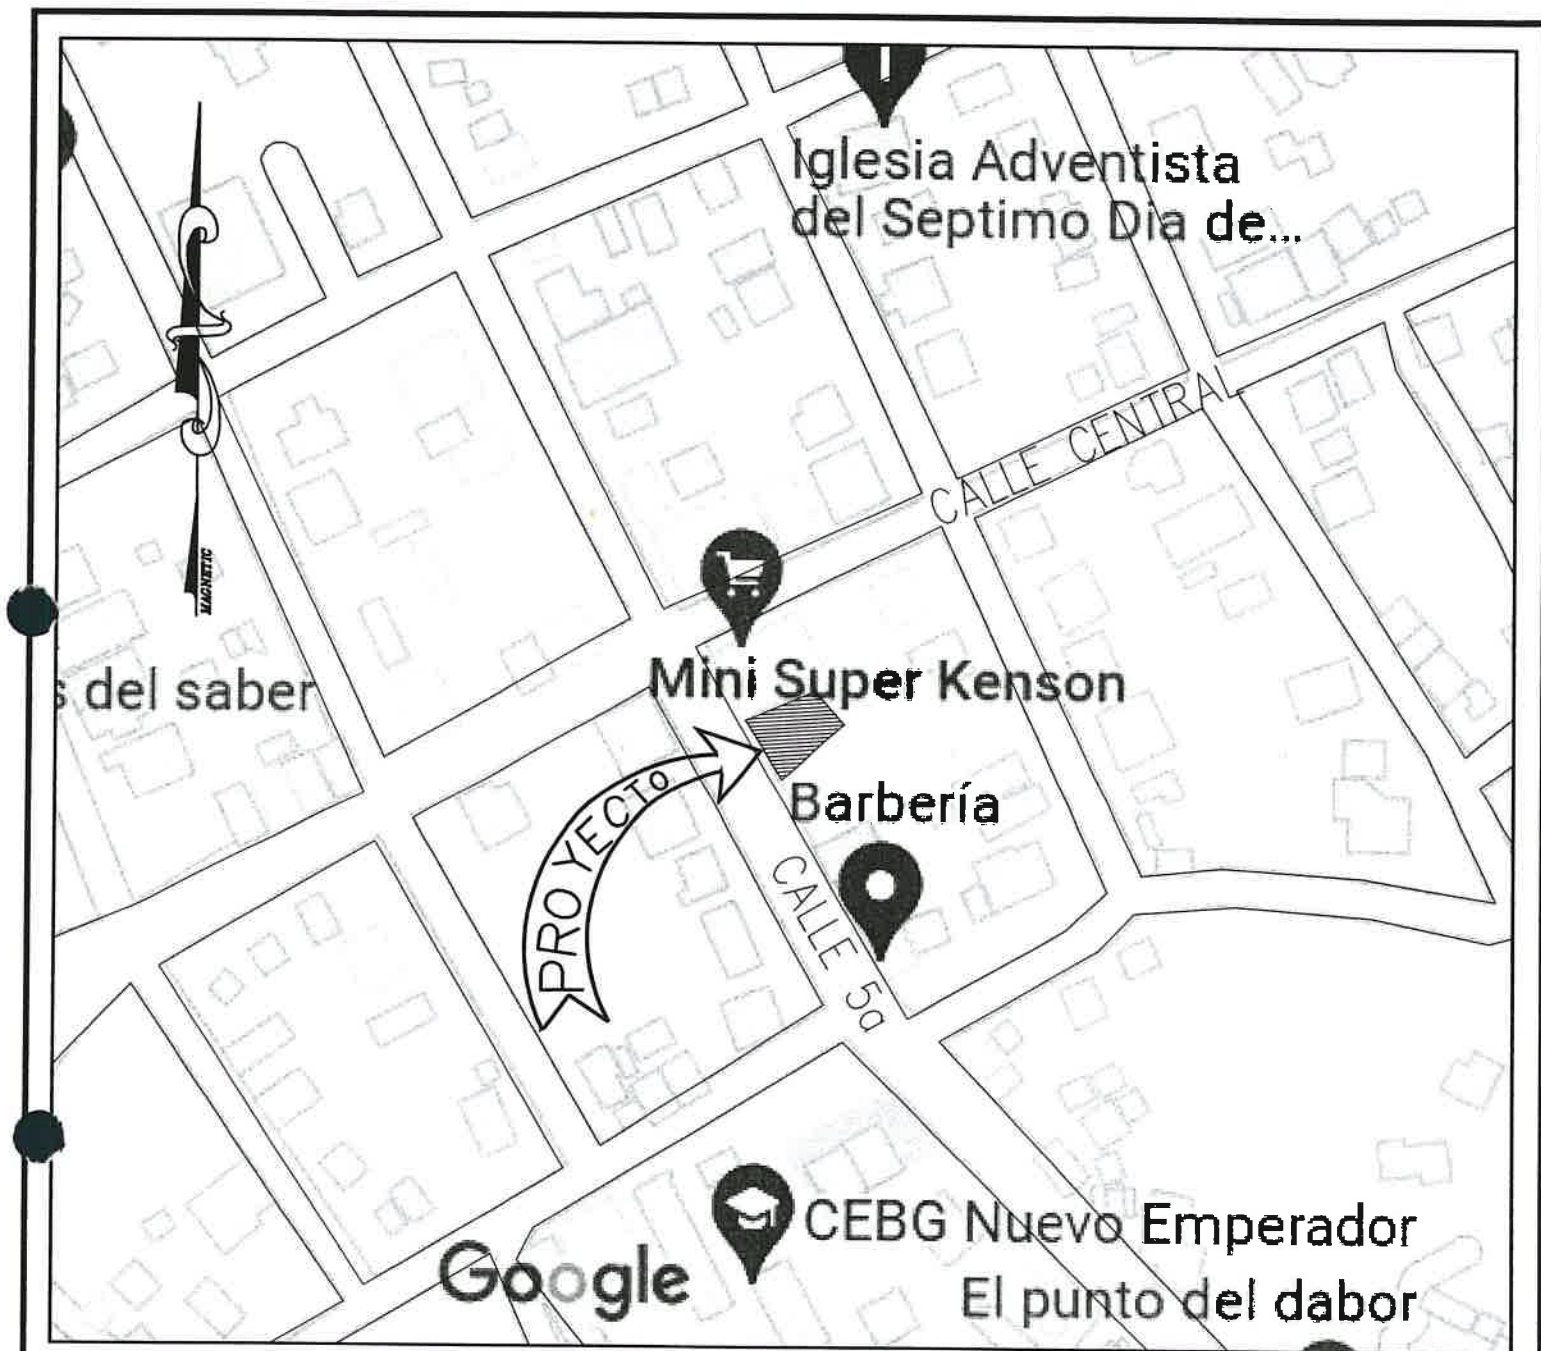 Iglesia Adventista
del Septimo Dia de...
CALLE CENTRAL
MAGNETIC
Mini Super Kenson
s del saber
PROYECTO
Barbería
CALLE 5a
CEBG Nuevo Emperador
Google
El punto del dabor